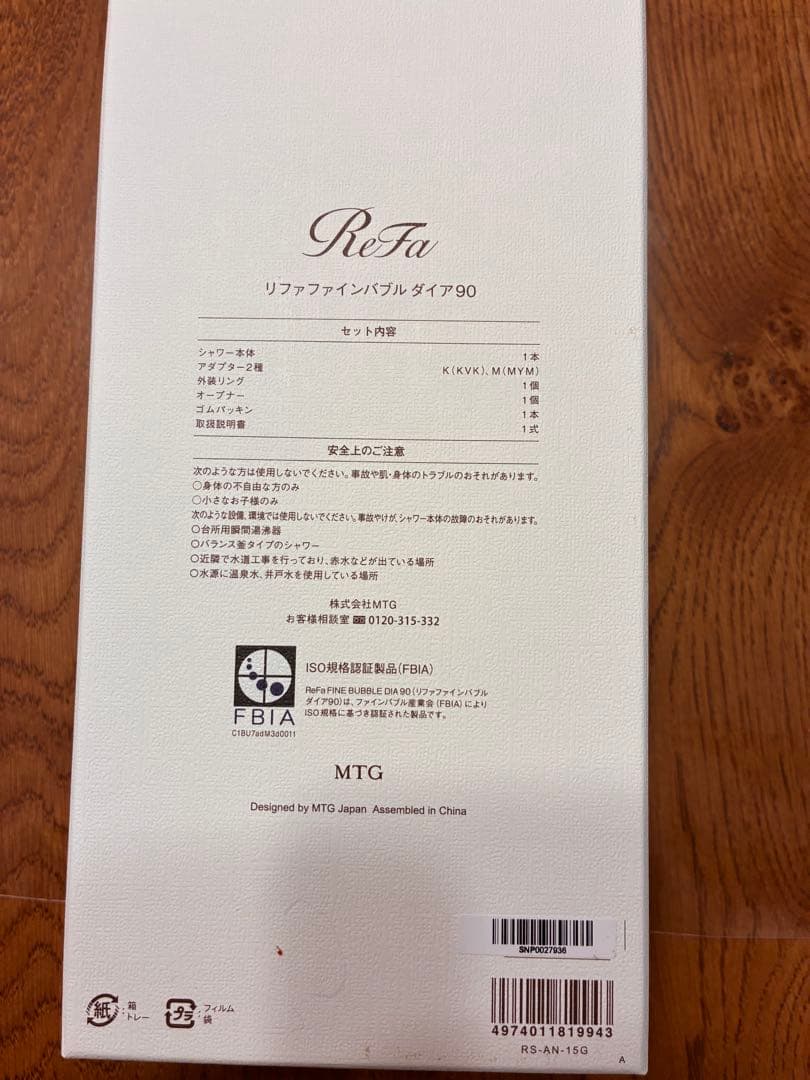 ReFa
リファファインバブル ダイア90
セット内容
シャワー本体 1本
アダプター2種 K(KVK)、M(MYM)
外装リング 1個
オープナー 1個
ゴムパッキン 1本
取扱説明書 1式
安全上のご注意
次のような方は使用しないでください。事故や肌・身体のトラブルのおそれがあります。
○身体の不自由な方のみ
○小さなお子様のみ
次のような設備、環境では使用しないでください。事故やけが、シャワー本体の故障のおそれがあります。
○台所用瞬間湯沸器
○バランス釜タイプのシャワー
○近隣で水道工事を行っており、赤水などが出ている場所
○水源に温泉水、井戸水を使用している場所
株式会社MTG
お客様相談室 0120-315-332
FBIA
C1BU7adM3d0011
ISO規格認証製品(FBIA)
ReFa FINE BUBBLE DIA 90(リファファインバブル
ダイア90)は、ファインバブル産業会(FBIA)により
ISO規格に基づき認証された製品です。
MTG
Designed by MTG Japan Assembled in China
SNP0027936
紙:箱 トレー
プラ:フィルム 袋
4974011819943
RS-AN-15G
A